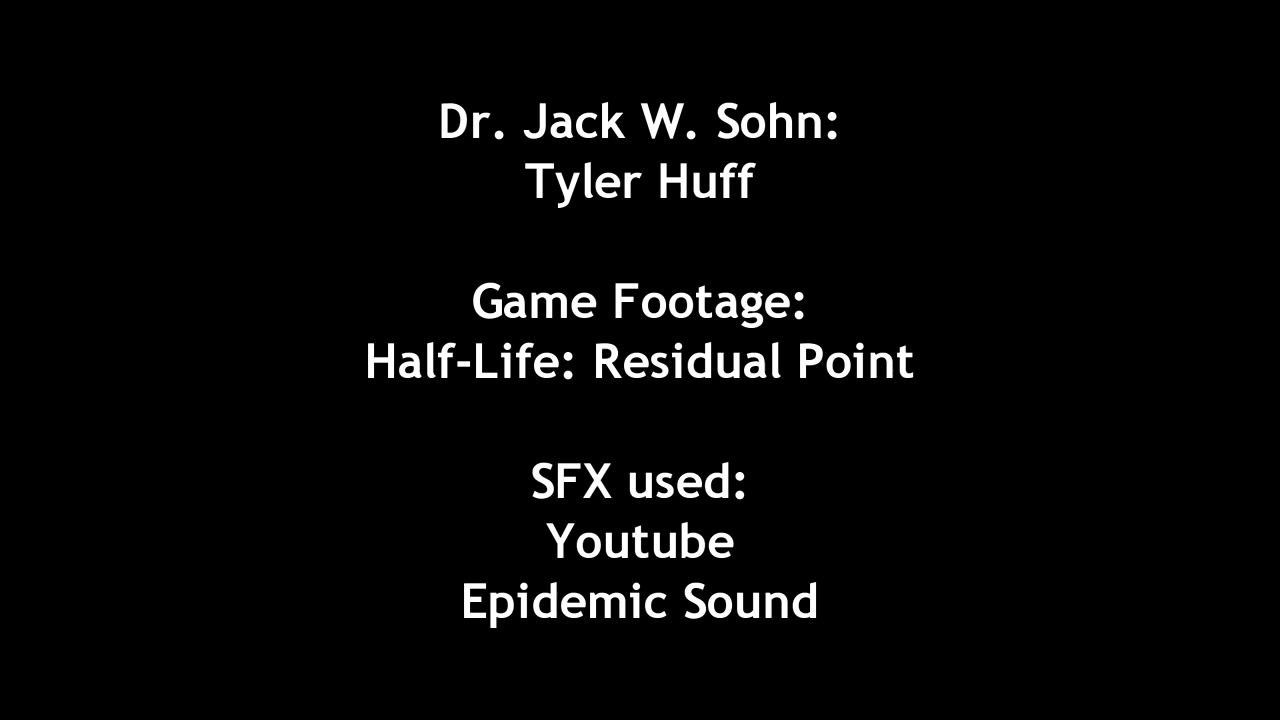 Dr. Jack W. Sohn:
Tyler Huff
Game Footage:
Half-Life: Residual Point
SFX used:
Youtube
Epidemic Sound